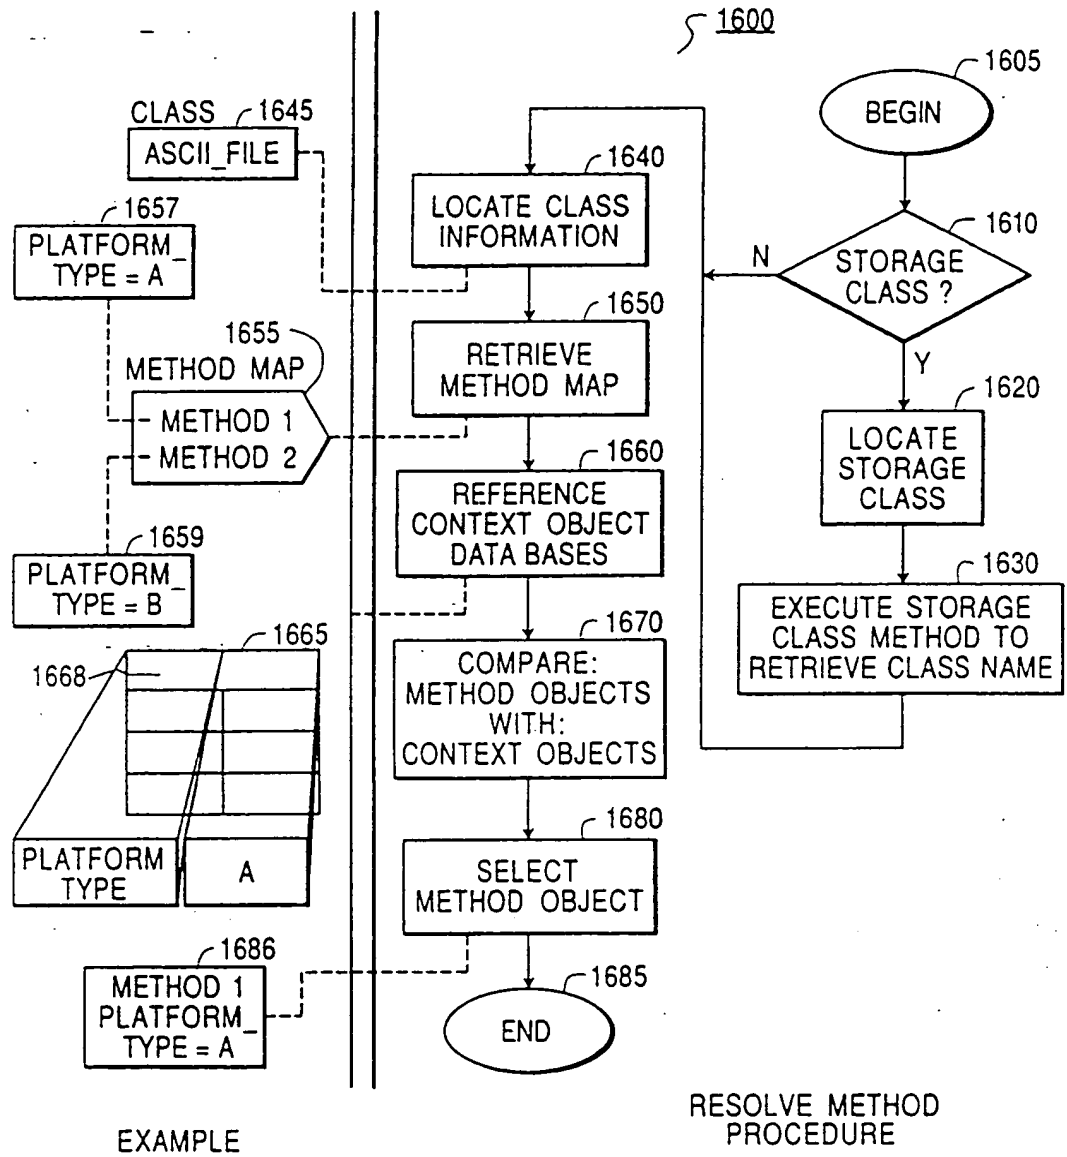 1600
1605
BEGIN
1610
STORAGE
CLASS ?
N
Y
1620
LOCATE
STORAGE
CLASS
1630
EXECUTE STORAGE
CLASS METHOD TO
RETRIEVE CLASS NAME
1640
LOCATE CLASS
INFORMATION
1650
RETRIEVE
METHOD MAP
1660
REFERENCE
CONTEXT OBJECT
DATA BASES
1670
COMPARE:
METHOD OBJECTS
WITH:
CONTEXT OBJECTS
1680
SELECT
METHOD OBJECT
1685
END
CLASS
1645
ASCII_FILE
1657
PLATFORM_
TYPE = A
1655
METHOD MAP
METHOD 1
METHOD 2
1659
PLATFORM_
TYPE = B
1665
1668
PLATFORM
TYPE
A
1686
METHOD 1
PLATFORM_
TYPE = A
EXAMPLE
RESOLVE METHOD
PROCEDURE